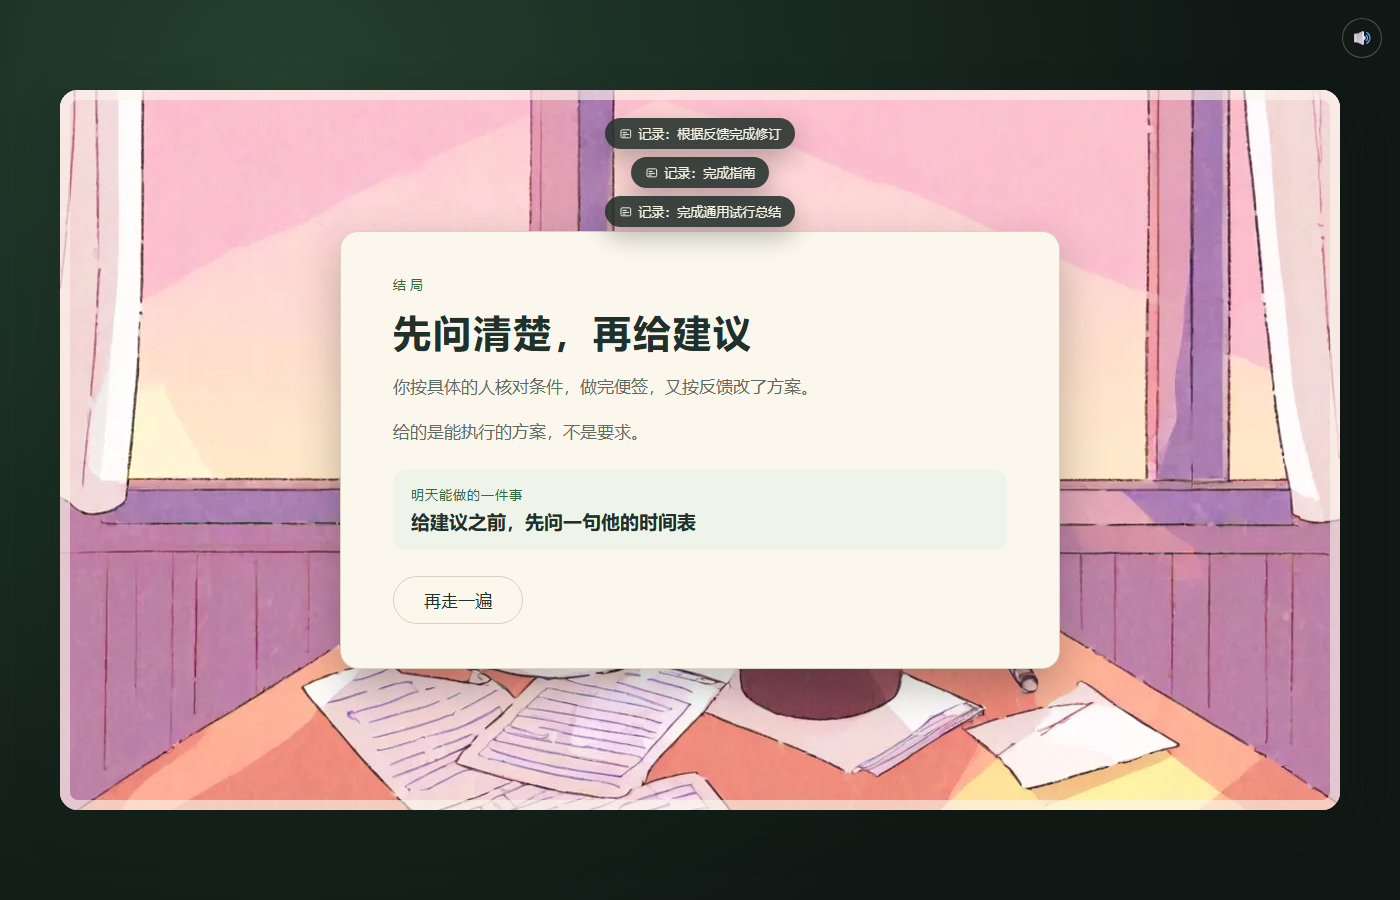 记录：根据反馈完成修订
记录：完成指南
记录：完成通用试行总结
结局
先问清楚，再给建议
你按具体的人核对条件，做完便签，又按反馈改了方案。
给的是能执行的方案，不是要求。
明天能做的一件事
给建议之前，先问一句他的时间表
再走一遍